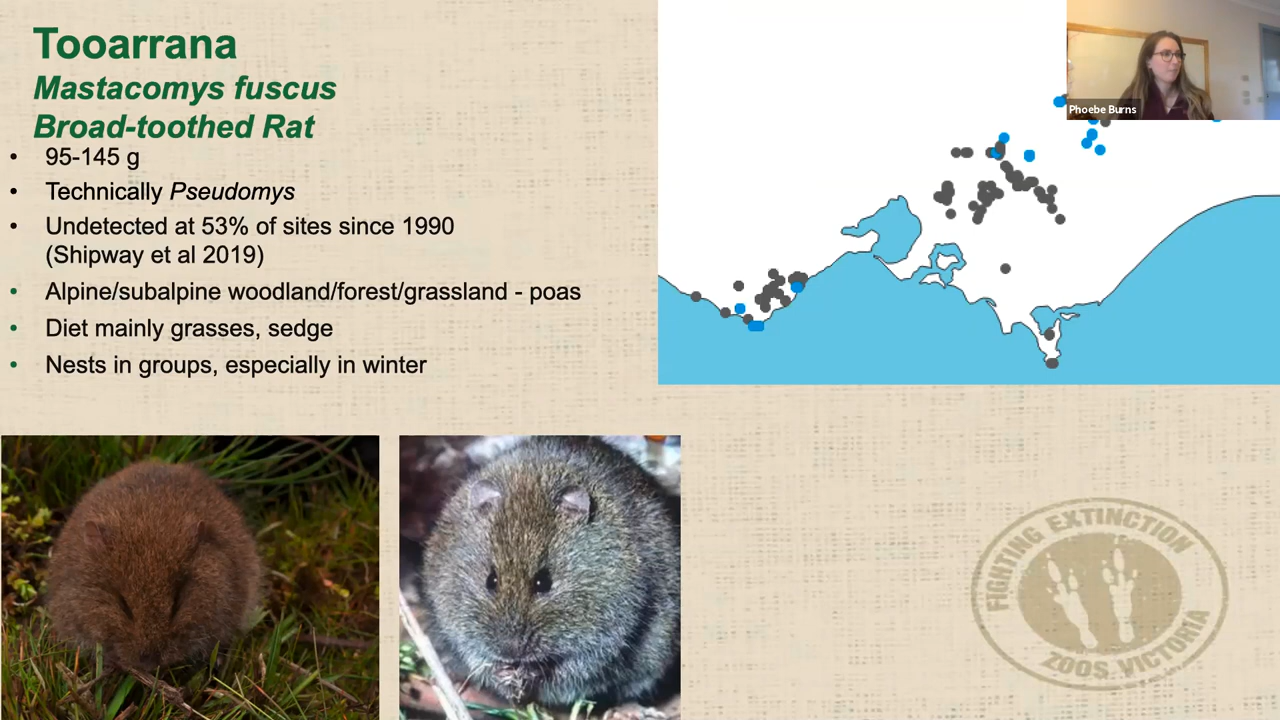 Tooarrana
Mastacomys fuscus
Broad-toothed Rat
• 95-145 g
• Technically Pseudomys
• Undetected at 53% of sites since 1990
(Shipway et al 2019)
• Alpine/subalpine woodland/forest/grassland - poas
• Diet mainly grasses, sedge
• Nests in groups, especially in winter
Phoebe Burns
FIGHTING EXTINCTION
ZOOS VICTORIA